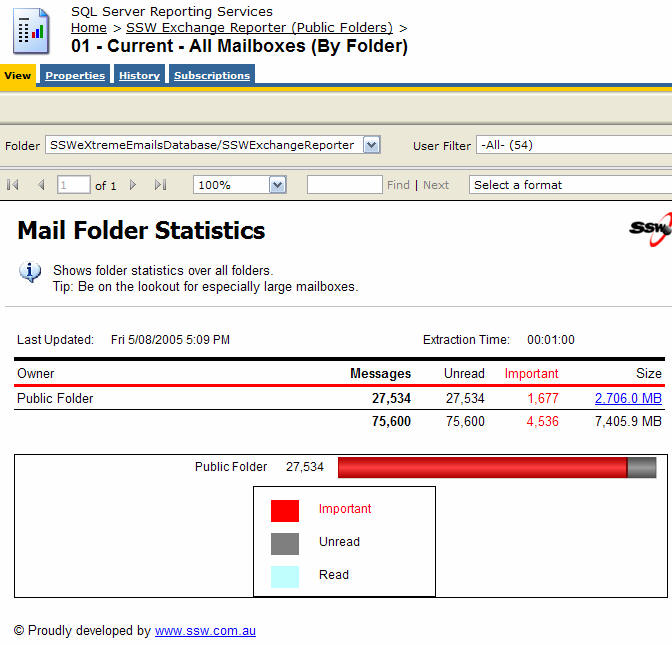 SQL Server Reporting Services
Home > SSW Exchange Reporter (Public Folders) >
01 - Current - All Mailboxes (By Folder)
View Properties History Subscriptions
Folder SSWeXtremeEmailsDatabase/SSWExchangeReporter User Filter -All- (54)
1 of 1 100% Find | Next Select a format
Mail Folder Statistics
SSW
Shows folder statistics over all folders.
Tip: Be on the lookout for especially large mailboxes.
Last Updated: Fri 5/08/2005 5:09 PM Extraction Time: 00:01:00
Owner Messages Unread Important Size
Public Folder 27,534 27,534 1,677 2,706.0 MB
75,600 75,600 4,536 7,405.9 MB
Public Folder 27,534
Important
Unread
Read
© Proudly developed by www.ssw.com.au